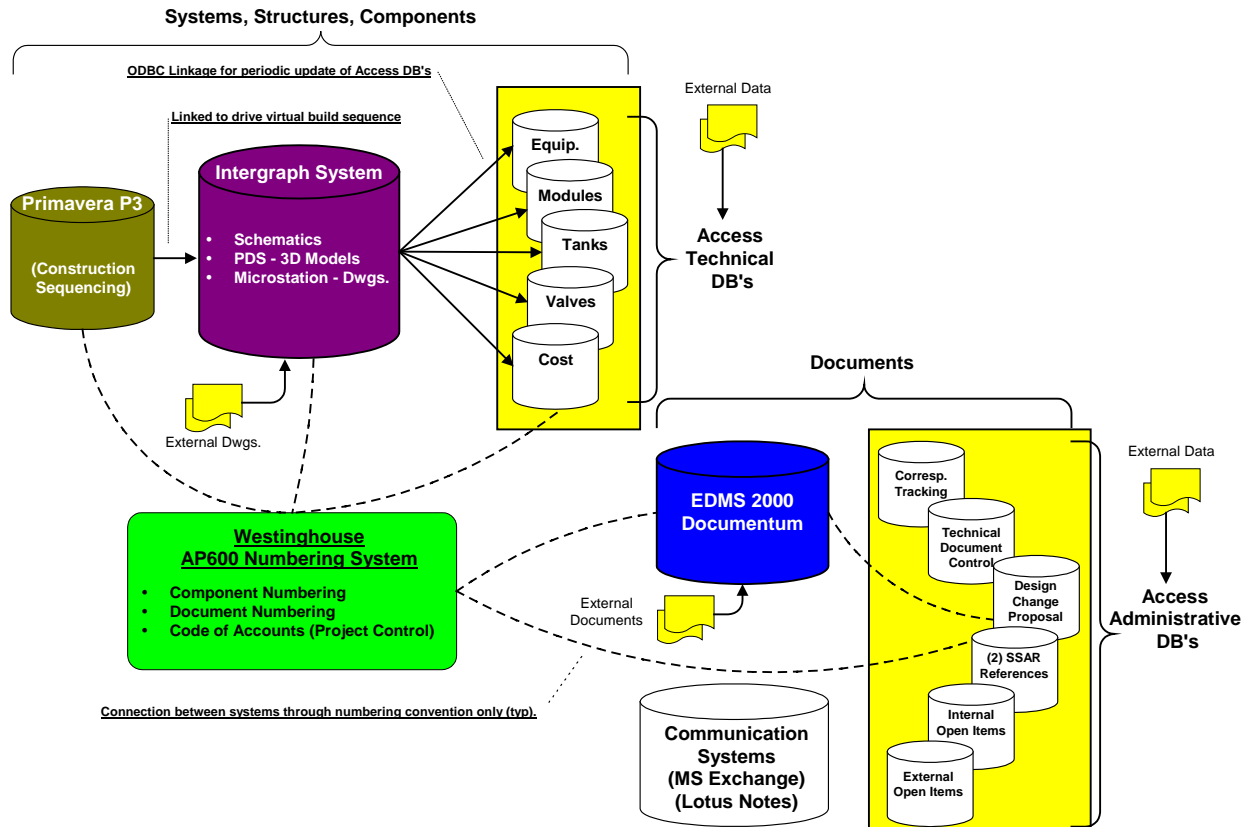 Systems, Structures, Components
ODBC Linkage for periodic update of Access DB's
External Data
Linked to drive virtual build sequence
Primavera P3
(Construction
Sequencing)
Intergraph System
• Schematics
• PDS - 3D Models
• Microstation - Dwgs.
Equip.
Modules
Tanks
Valves
Cost
Access
Technical
DB's
External Dwgs.
Documents
Westinghouse
AP600 Numbering System
• Component Numbering
• Document Numbering
• Code of Accounts (Project Control)
EDMS 2000
Documentum
External
Documents
Corresp.
Tracking
Technical
Document
Control
Design
Change
Proposal
(2) SSAR
References
Internal
Open Items
External
Open Items
External Data
Access
Administrative
DB's
Connection between systems through numbering convention only (typ).
Communication
Systems
(MS Exchange)
(Lotus Notes)